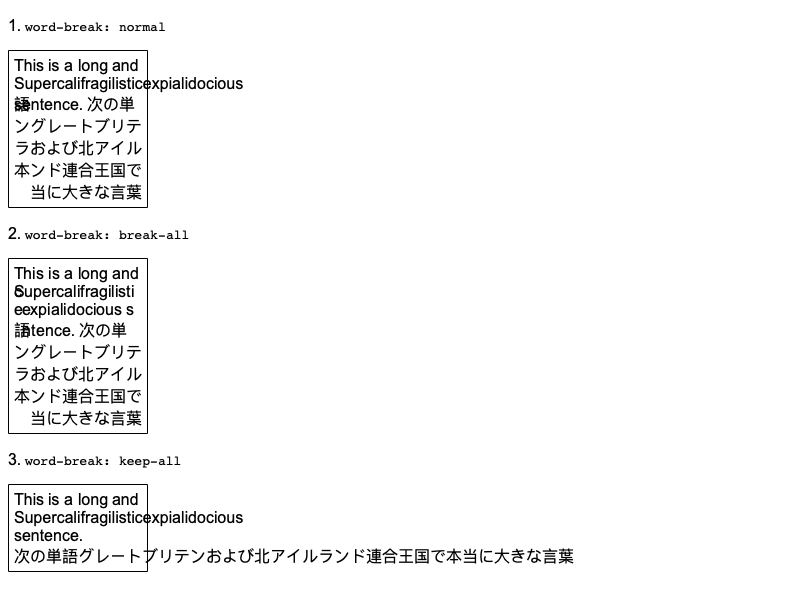 1. word-break: normal
This is a long and
Supercalifragilisticexpialidocious
sentence. 次の単
語
ングレートブリテ
ラおよび北アイル
本ンド連合王国で
当に大きな言葉
2. word-break: break-all
This is a long and
Supercalifragilisti
c
expialidocious s
e
ntence. 次の単
語
ングレートブリテ
ラおよび北アイル
本ンド連合王国で
当に大きな言葉
3. word-break: keep-all
This is a long and
Supercalifragilisticexpialidocious
sentence.
次の単語グレートブリテンおよび北アイルランド連合王国で本当に大きな言葉